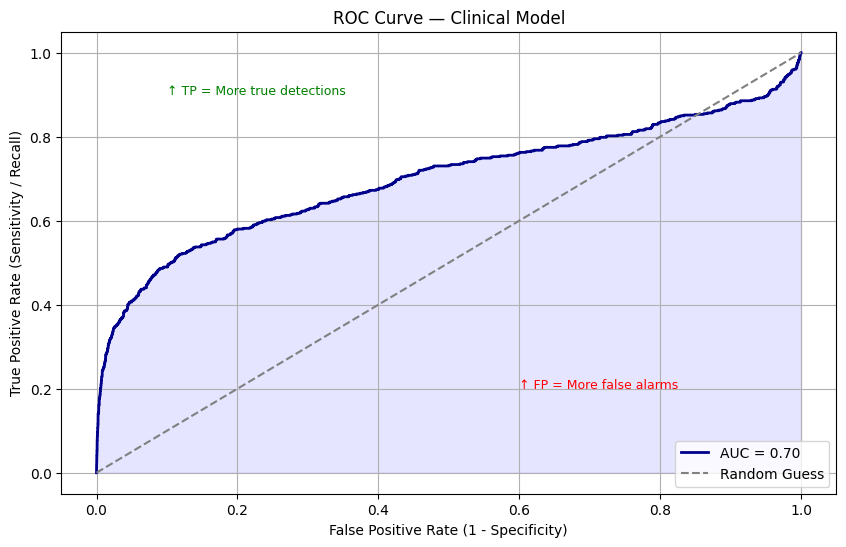 ROC Curve — Clinical Model
True Positive Rate (Sensitivity / Recall)
1.0
0.8
0.6
0.4
0.2
0.0
↑ TP = More true detections
↑ FP = More false alarms
AUC = 0.70
Random Guess
0.0 0.2 0.4 0.6 0.8 1.0
False Positive Rate (1 - Specificity)